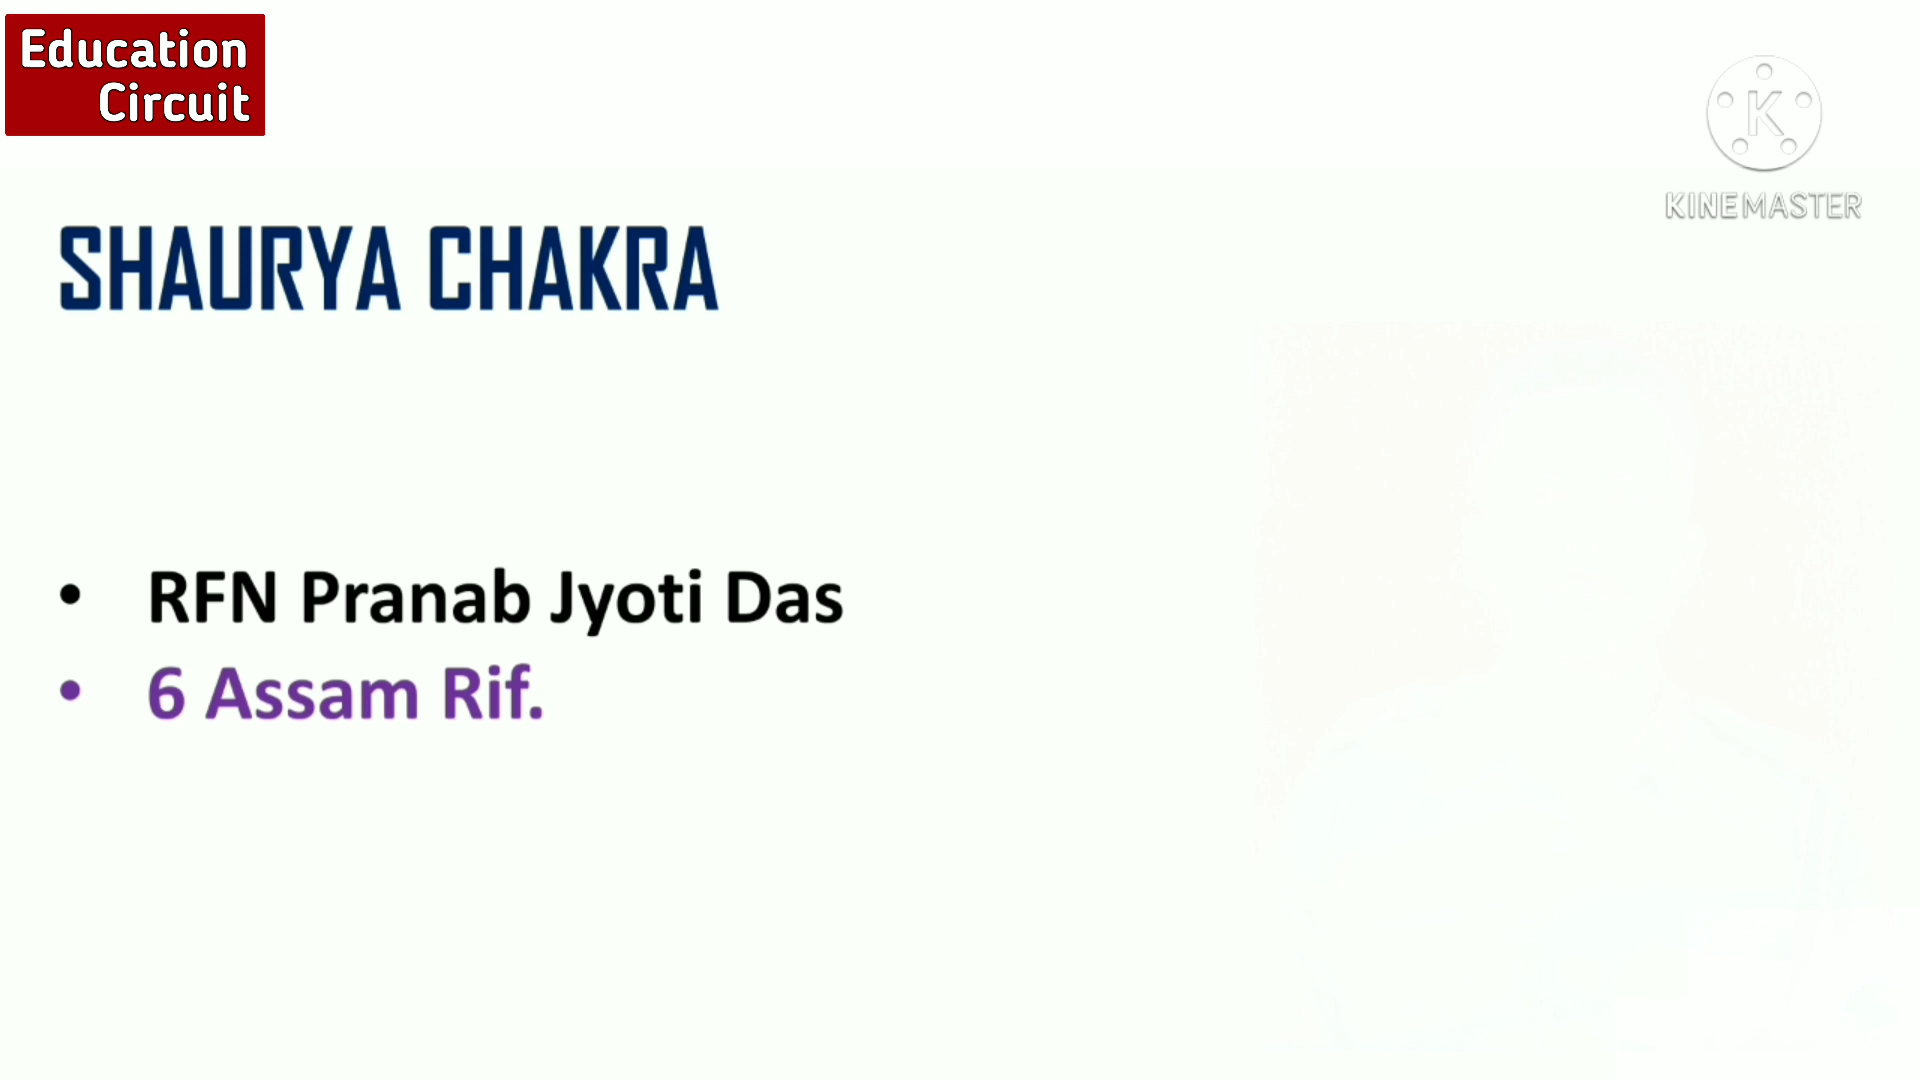 Education
Circuit
KINEMASTER
SHAURYA CHAKRA
• RFN Pranab Jyoti Das
• 6 Assam Rif.